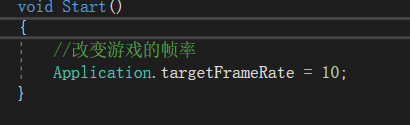 void Start()
{
//改变游戏的帧率
Application.targetFrameRate = 10;
}